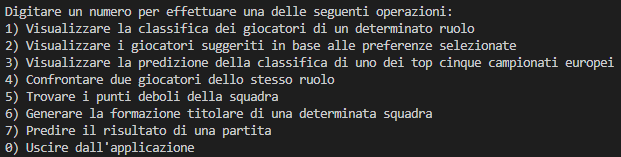 Digitare un numero per effettuare una delle seguenti operazioni:
1) Visualizzare la classifica dei giocatori di un determinato ruolo
2) Visualizzare i giocatori suggeriti in base alle preferenze selezionate
3) Visualizzare la predizione della classifica di uno dei top cinque campionati europei
4) Confrontare due giocatori dello stesso ruolo
5) Trovare i punti deboli della squadra
6) Generare la formazione titolare di una determinata squadra
7) Predire il risultato di una partita
0) Uscire dall'applicazione